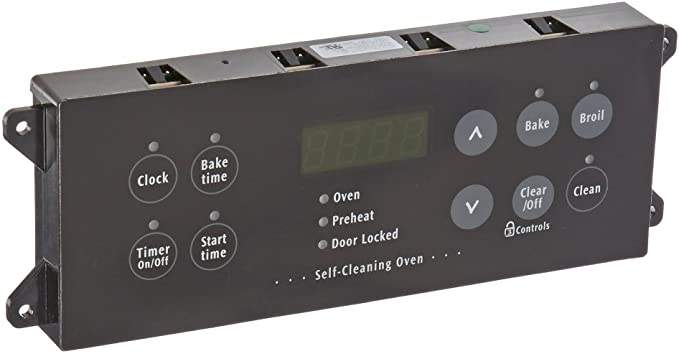 Clock
Bake
time
Timer
On/Off
Start
time
Oven
Preheat
Door Locked
... Self-Cleaning Oven ...
Bake
Broil
Clear
/Off
Clean
Controls